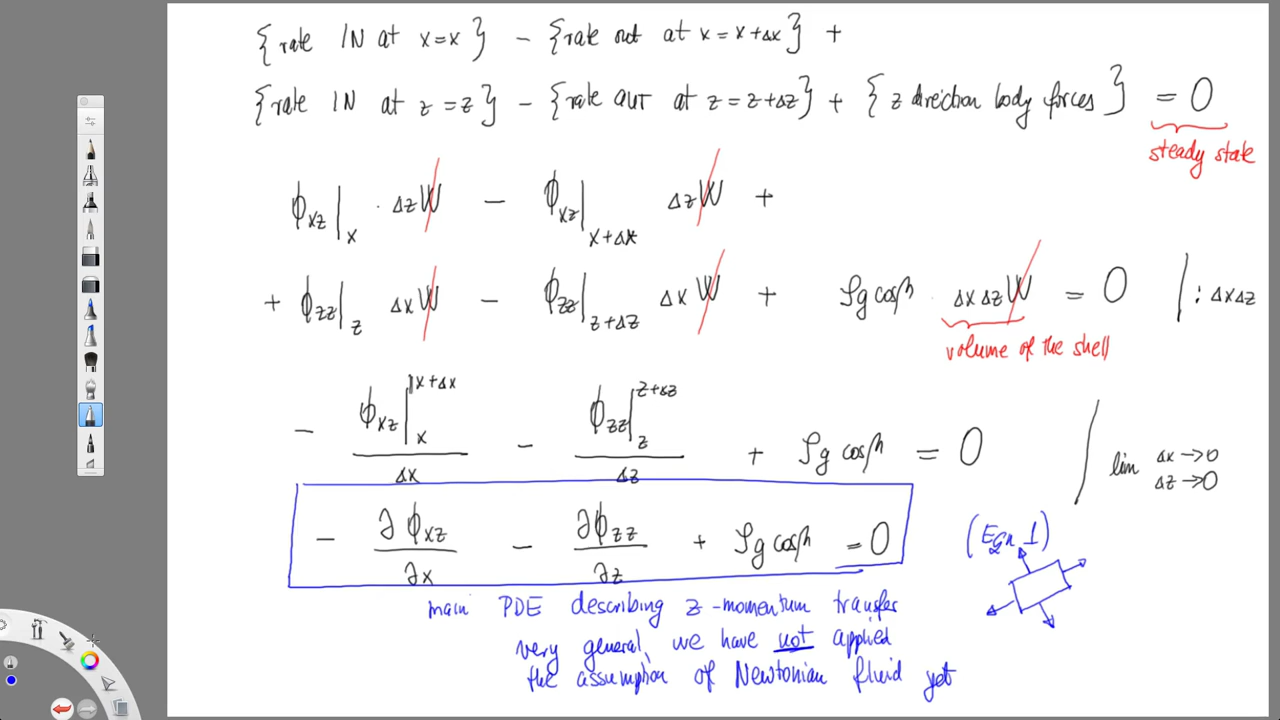 {rate IN at x=x} − {rate out at x = x+Δx} +
{rate IN at z=z} − {rate OUT at z = z+Δz} + {z direction body forces} = 0
steady state
ϕxz|x · ΔzW − ϕxz|x+Δx ΔzW +
+ ϕzz|z ΔxW − ϕzz|z+Δz ΔxW + ρg cosβ · ΔxΔzW = 0 | : ΔxΔz
volume of the shell
− ϕxz|x^x+Δx / Δx − ϕzz|z^z+Δz / Δz + ρg cosβ = 0 | lim Δx→0 Δz→0
− ∂ϕxz/∂x − ∂ϕzz/∂z + ρg cosβ = 0 (Eqn 1)
main PDE describing z-momentum transfer
very general, we have not applied
the assumption of Newtonian fluid yet